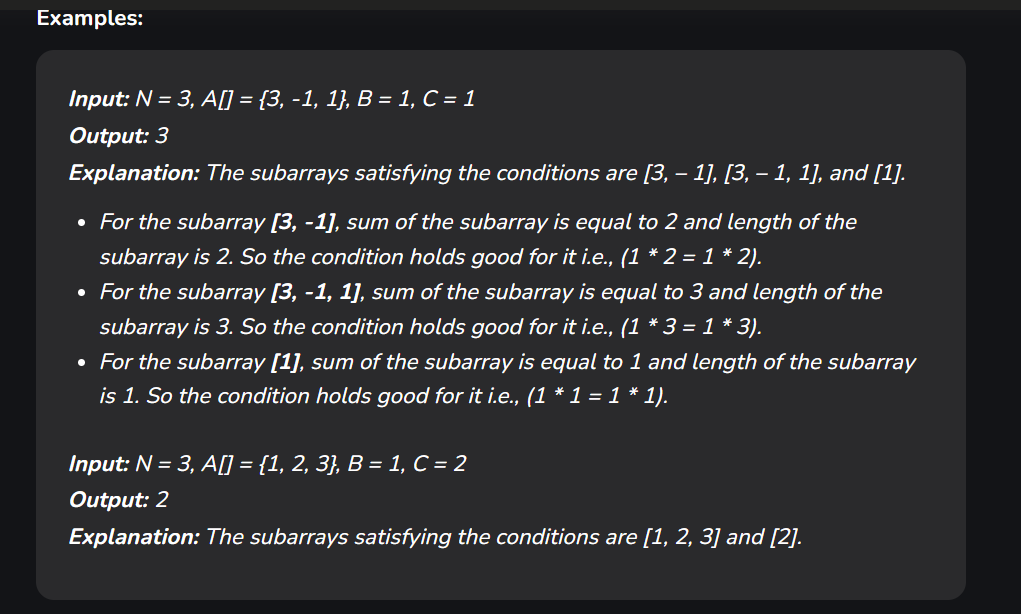 Examples:
Input: N = 3, A[] = {3, -1, 1}, B = 1, C = 1
Output: 3
Explanation: The subarrays satisfying the conditions are [3, – 1], [3, – 1, 1], and [1].
• For the subarray [3, -1], sum of the subarray is equal to 2 and length of the
subarray is 2. So the condition holds good for it i.e., (1 * 2 = 1 * 2).
• For the subarray [3, -1, 1], sum of the subarray is equal to 3 and length of the
subarray is 3. So the condition holds good for it i.e., (1 * 3 = 1 * 3).
• For the subarray [1], sum of the subarray is equal to 1 and length of the subarray
is 1. So the condition holds good for it i.e., (1 * 1 = 1 * 1).
Input: N = 3, A[] = {1, 2, 3}, B = 1, C = 2
Output: 2
Explanation: The subarrays satisfying the conditions are [1, 2, 3] and [2].